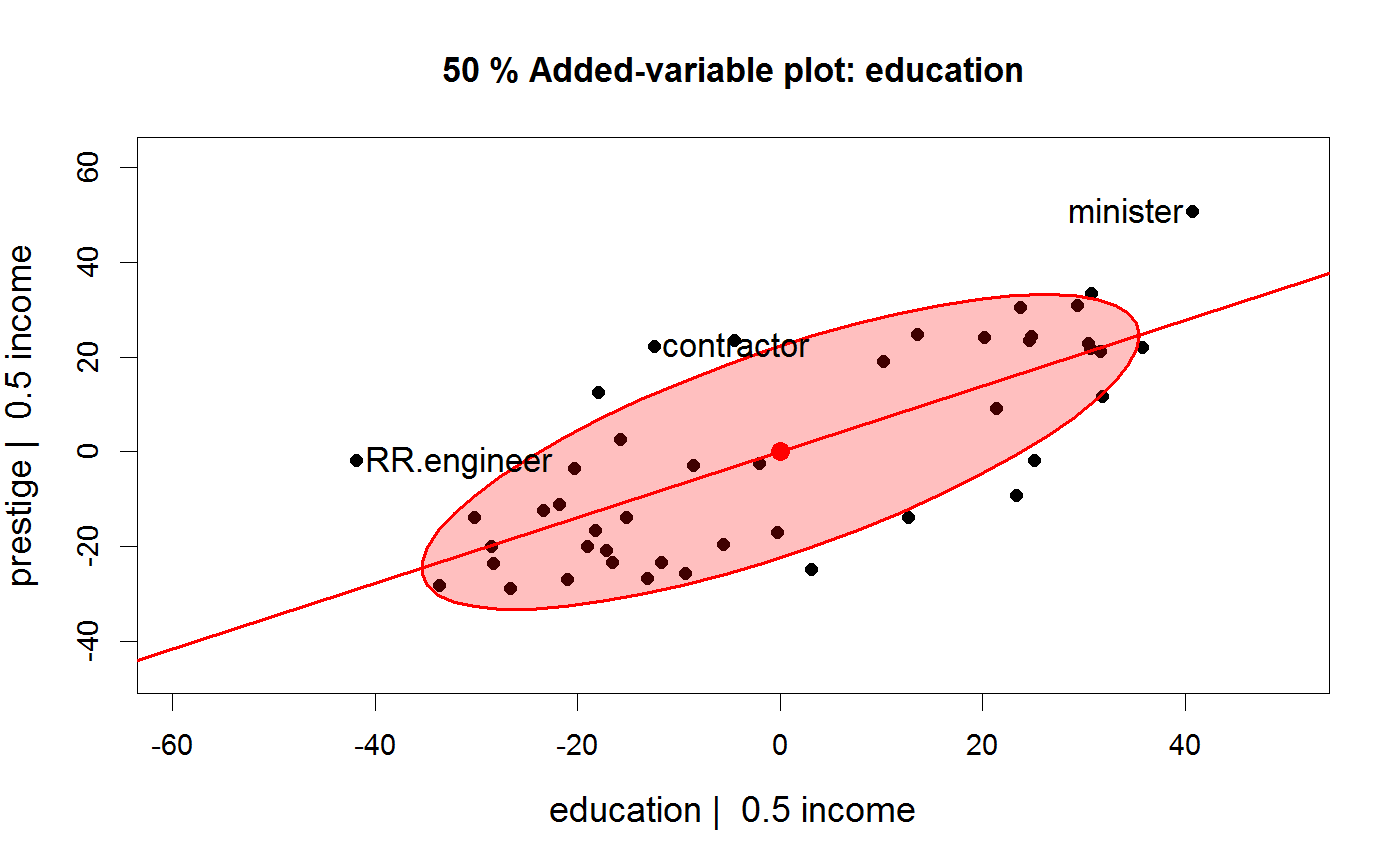 50 % Added-variable plot: education
prestige | 0.5 income
60
40
20
0
-20
-40
minister
contractor
RR.engineer
-60 -40 -20 0 20 40
education | 0.5 income